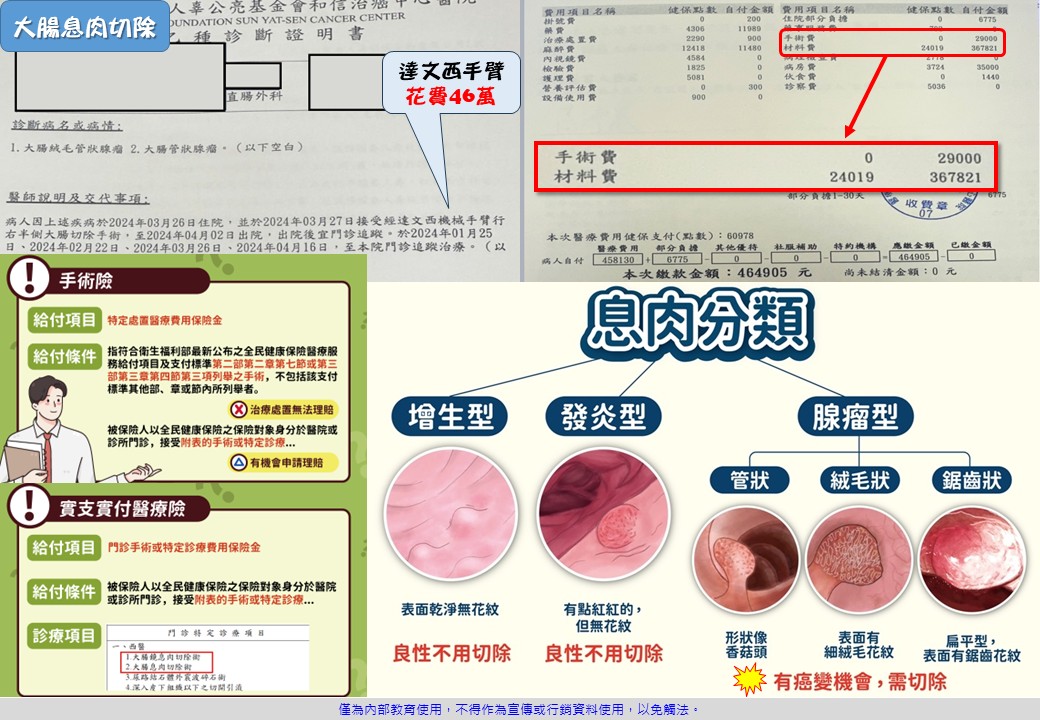 大腸息肉切除
人辜公亮基金會和信治癌中心醫院
OUNDATION SUN YAT-SEN CANCER CENTER
乙種診斷證明書
直腸外科
達文西手臂
花費46萬
診斷病名或病情:
1.大腸絨毛管狀腺瘤 2.大腸管狀腺瘤。(以下空白)
醫師說明及交代事項:
病人因上述疾病於2024年03月26日住院,並於2024年03月27日接受經達文西機械手臂行
右半側大腸切除手術,至2024年04月02日出院,出院後宜門診追蹤。於2024年01月25
日、2024年02月22日、2024年03月26日、2024年04月16日,至本院門診追蹤治療。(以
費用項目名稱 健保點數 自付金額 費用項目名稱 健保點數 自付金額
掛號費 0 200 住院部分負擔 0 6775
藥費 4306 11989
治療處置費 2290 900 手術費 0 29000
麻醉費 12418 11480 材料費 24019 367821
內視鏡費 4584 0
檢驗費 1825 0 病房費 3724 35000
護理費 5081 0 伙食費 0 1440
營養評估費 0 300 診察費 5036 0
設備使用費 900 0
手術費 0 29000
材料費 24019 367821
部分負擔1-30天 6775
收費章
07
本次醫療費用健保支付(點數):60978
醫療費用 部分負擔 其他優待 社服補助 特約機構 應繳金額 已繳金額
病人自付 458130 + 6775 - 0 - 0 - 0 = 464905 - 0
本次繳款金額:464905 元 尚未結清金額:0 元
手術險
給付項目 特定處置醫療費用保險金
給付條件 指符合衛生福利部最新公布之全民健康保險醫療服
務給付項目及支付標準第二部第二章第七節或第三
部第三章第四節第三項列舉之手術,不包括該支付
標準其他部、章或節內所列舉者。
治療處置無法理賠
被保險人以全民健康保險之保險對象身分於醫院或
診所門診,接受附表的手術或特定診療...
有機會申請理賠
實支實付醫療險
給付項目 門診手術或特定診療費用保險金
給付條件 被保險人以全民健康保險之保險對象身分於醫院
或診所門診,接受附表的手術或特定診療...
診療項目
門診特定診療項目
一、西醫
1.大腸鏡息肉切除術
2.大腸息肉切除術
3.尿路結石體外震波碎石術
4.深入產下組織以下之切開引流
息肉分類
增生型 發炎型 腺瘤型
管狀 絨毛狀 鋸齒狀
表面乾淨無花紋
有點紅紅的,
但無花紋
形狀像
香菇頭
表面有
細絨毛花紋
扁平型,
表面有鋸齒花紋
良性不用切除 良性不用切除
有癌變機會,需切除
僅為內部教育使用,不得作為宣傳或行銷資料使用,以免觸法。